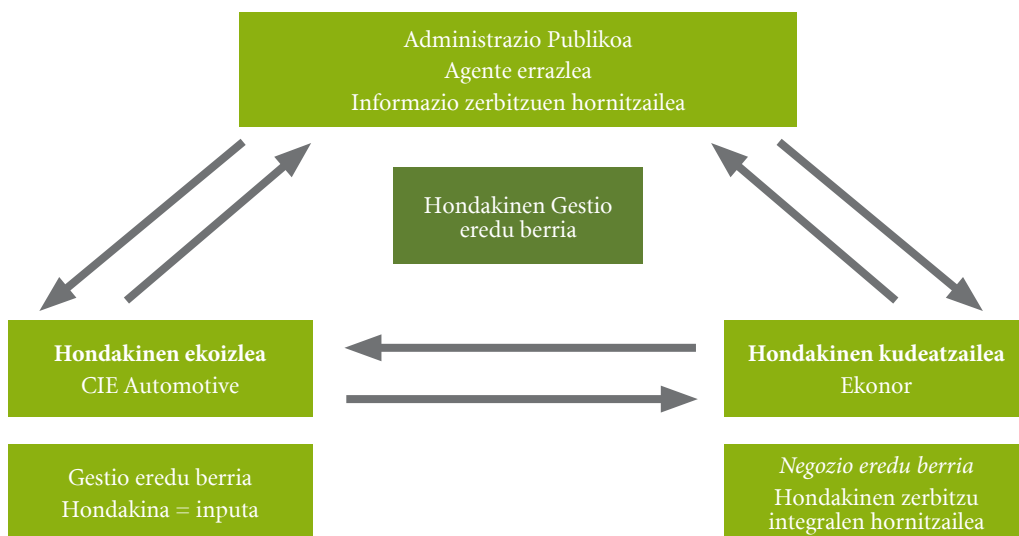 Administrazio Publikoa
Agente errazlea
Informazio zerbitzuen hornitzailea
Hondakinen Gestio
eredu berria
Hondakinen ekoizlea
CIE Automotive
Hondakinen kudeatzailea
Ekonor
Gestio eredu berria
Hondakina = inputa
Negozio eredu berria
Hondakinen zerbitzu
integralen hornitzailea